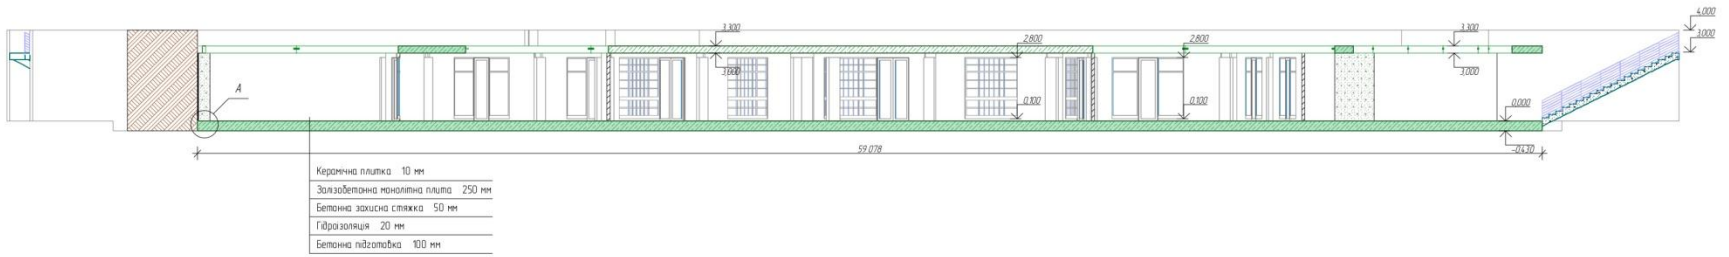 4,000
3,300
3,300
3,000
2,800
2,800
3,000
3,000
A
0,100
0,100
0,000
59 078
-0,430
Керамічна плитка 10 мм
Залізобетонна монолітна плита 250 мм
Бетонна захисна стяжка 50 мм
Гідроізоляція 20 мм
Бетонна підготовка 100 мм